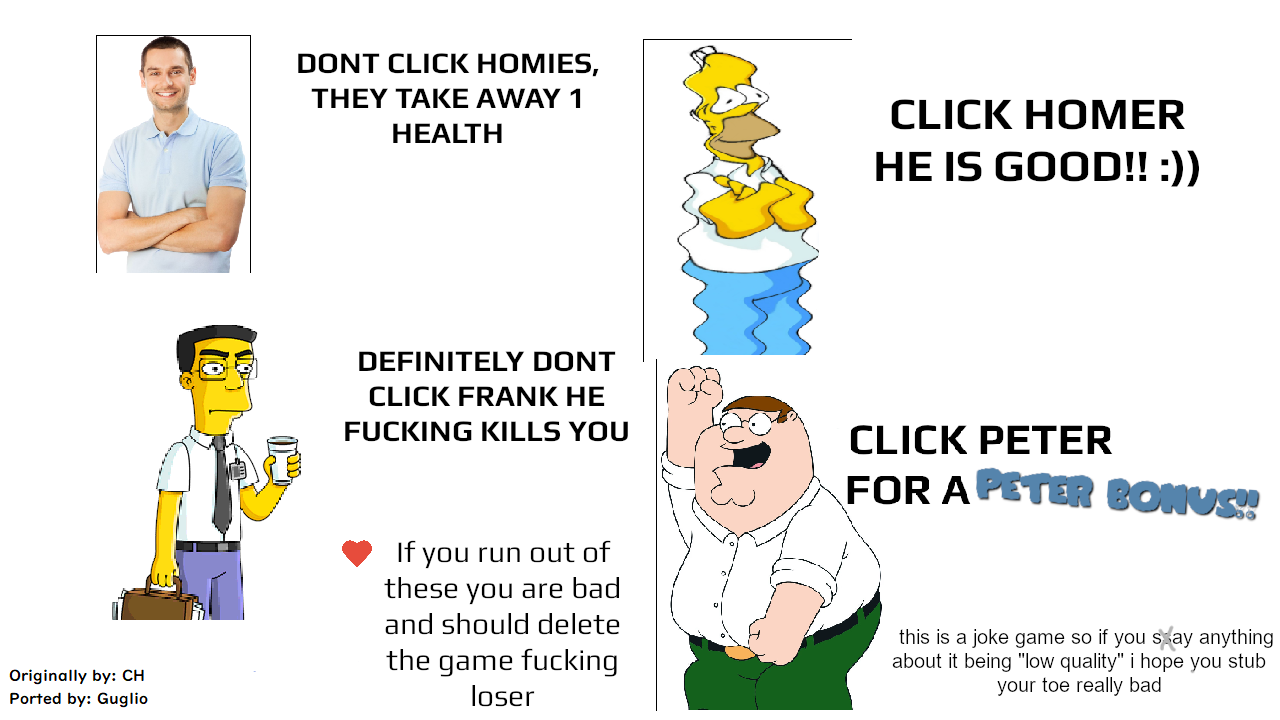 DONT CLICK HOMIES,
THEY TAKE AWAY 1
HEALTH
CLICK HOMER
HE IS GOOD!! :))
DEFINITELY DONT
CLICK FRANK HE
FUCKING KILLS YOU
CLICK PETER
FOR A PETER BONUS!!
If you run out of
these you are bad
and should delete
the game fucking
loser
this is a joke game so if you sxay anything
about it being "low quality" i hope you stub
your toe really bad
Originally by: CH
Ported by: Guglio